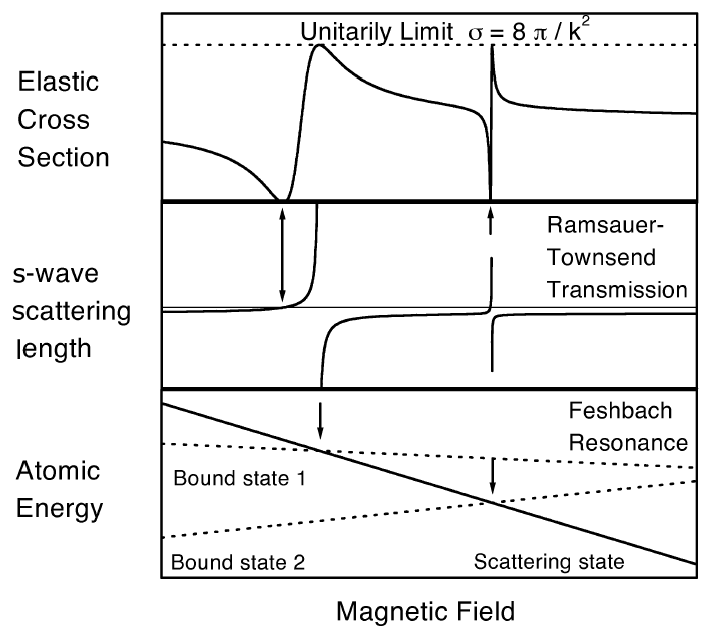 Unitarily Limit σ = 8 π / k²
Elastic
Cross
Section
Ramsauer-
Townsend
Transmission
s-wave
scattering
length
Feshbach
Resonance
Atomic
Energy
Bound state 1
Bound state 2
Scattering state
Magnetic Field